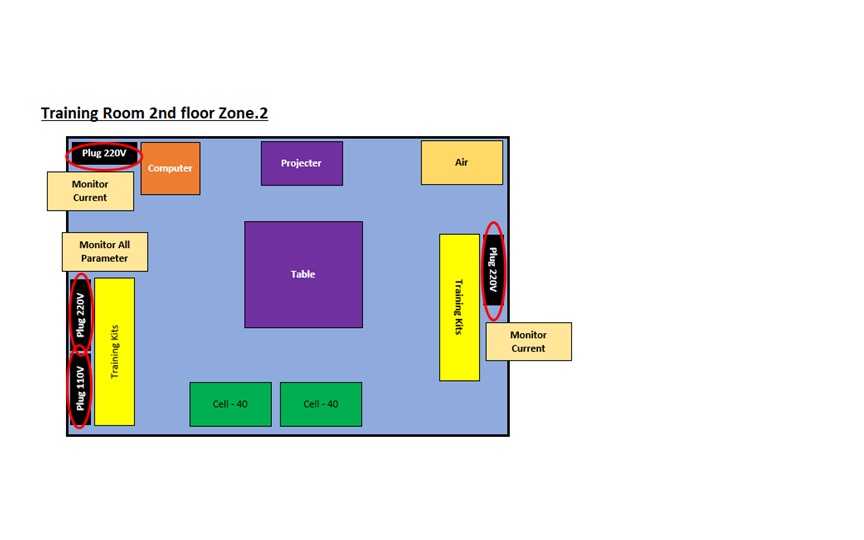 Training Room 2nd floor Zone.2
Plug 220V
Computer
Projecter
Air
Monitor
Current
Monitor All
Parameter
Table
Plug 220V
Training Kits
Plug 220V
Training Kits
Monitor
Current
Plug 110V
Cell - 40
Cell - 40